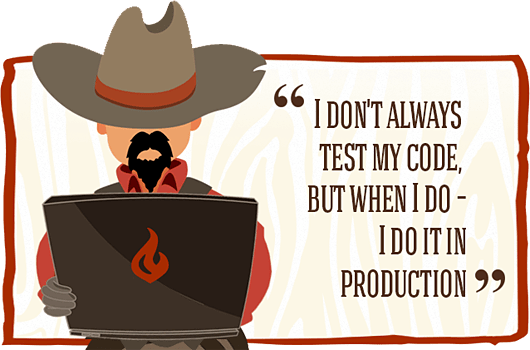 “ I DON'T ALWAYS
TEST MY CODE,
BUT WHEN I DO -
I DO IT IN
PRODUCTION ”